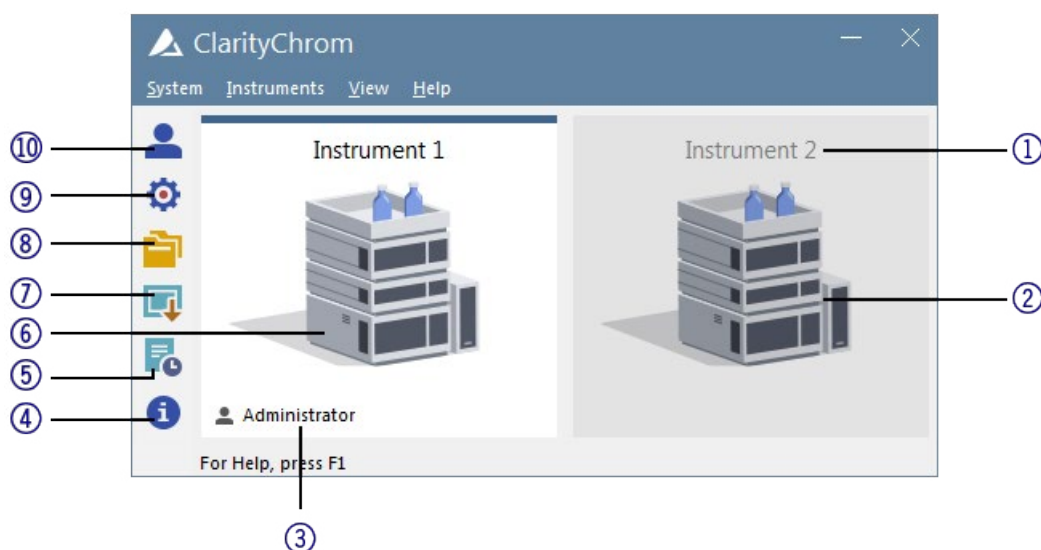 ClarityChrom
System Instruments View Help
⑩
Instrument 1
Instrument 2
①
⑨
⑧
⑦
②
⑥
⑤
④
Administrator
For Help, press F1
③